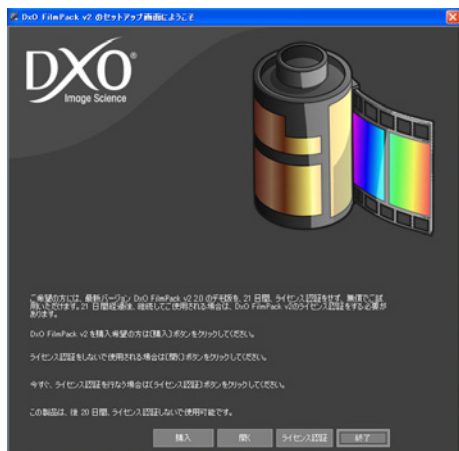 DxO FilmPack v2 のセットアップ画面にようこそ
DXO
Image Science
ご希望の方には、最新バージョン DxO FilmPack v2 2.0 のデモ版を、21 日間、ライセンス認証をせず、無償でご試
用いただけます。21 日間経過後、継続してご使用される場合は、DxO FilmPack v2のライセンス認証をする必要が
あります。
DxO FilmPack v2 を購入希望の方は[購入]ボタンをクリックしてください。
ライセンス認証をしないで使用される場合は[開く]ボタンをクリックしてください。
今すぐ、ライセンス認証を行なう場合は[ライセンス認証]ボタンをクリックしてください。
この製品は、後 20 日間、ライセンス認証しないで使用可能です。
購入
開く
ライセンス認証
終了